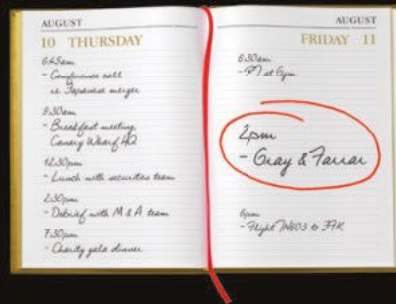 AUGUST
10 THURSDAY
6:45am
- Conference call
re. Japanese merger
9:30am
- Breakfast meeting
Canary Wharf HQ
12:30pm
- Lunch with securities team
2:30pm
- Debrief with M & A team
7:30pm
- Charity gala dinner
AUGUST
FRIDAY 11
6:30am
- PT at Gym
2pm
- Gray & Farrar
6pm
- Flight to JFK